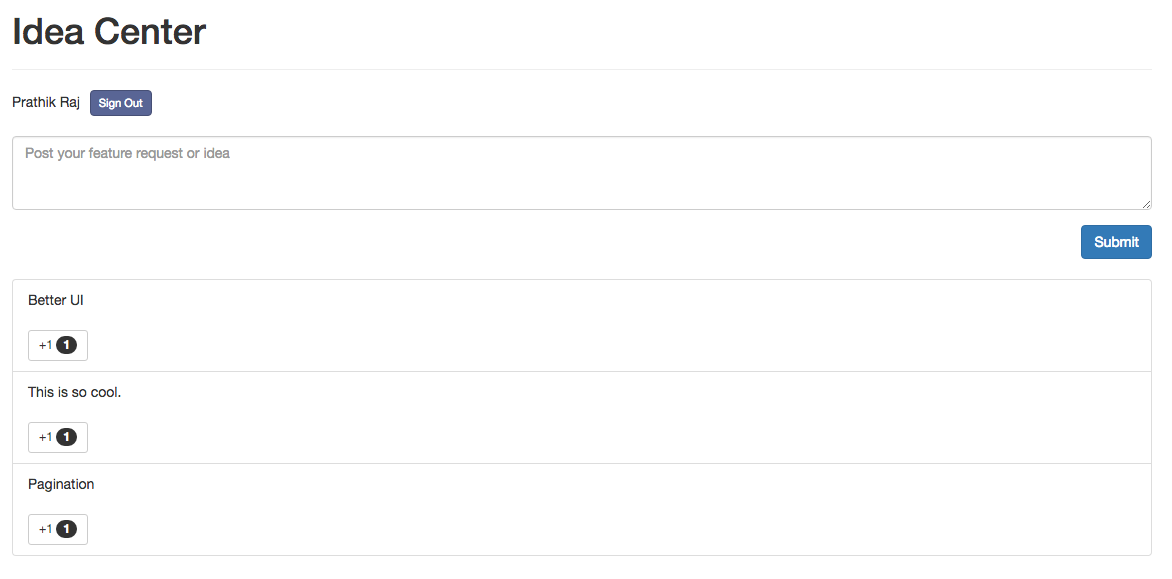 Idea Center
Prathik Raj Sign Out
Post your feature request or idea
Submit
Better UI
+1 1
This is so cool.
+1 1
Pagination
+1 1